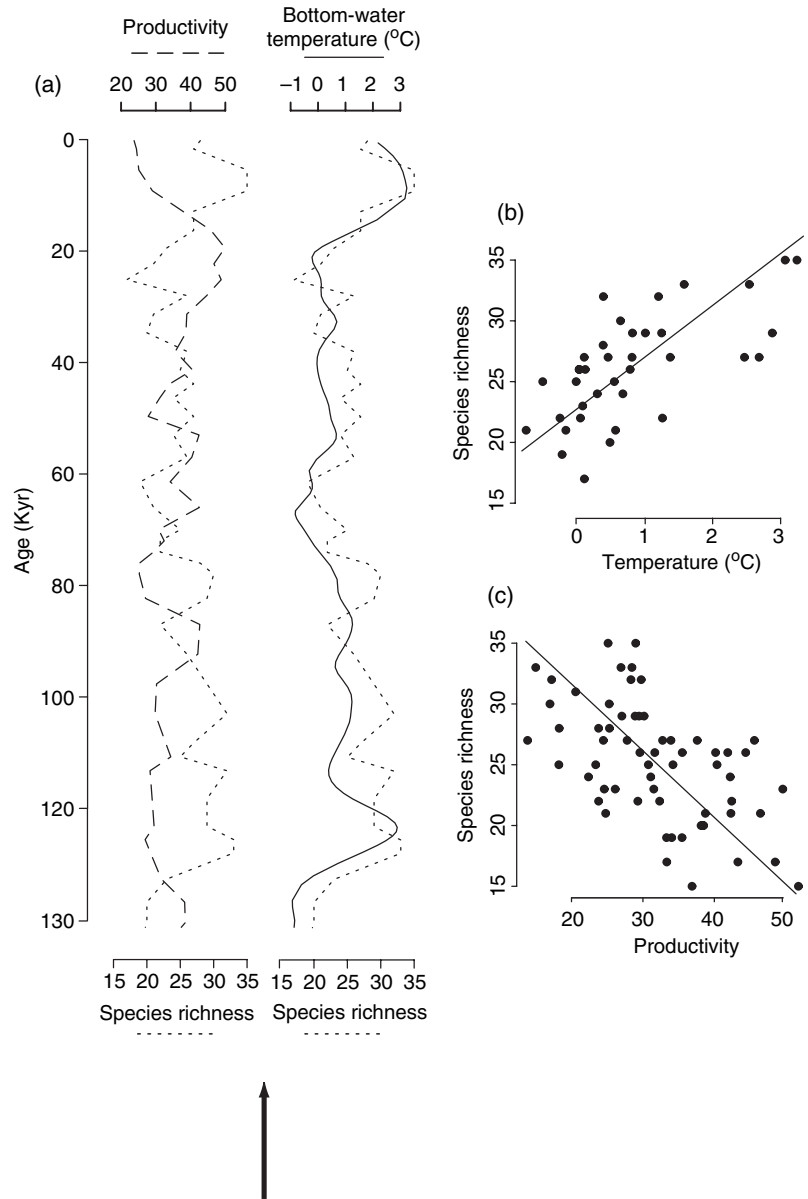 Productivity
20 30 40 50
Bottom-water
temperature (°C)
–1 0 1 2 3
(a)
Age (Kyr)
0
20
40
60
80
100
120
130
15 20 25 30 35
Species richness
15 20 25 30 35
Species richness
(b)
Species richness
35
30
25
20
15
0 1 2 3
Temperature (°C)
(c)
Species richness
35
30
25
20
15
20 30 40 50
Productivity